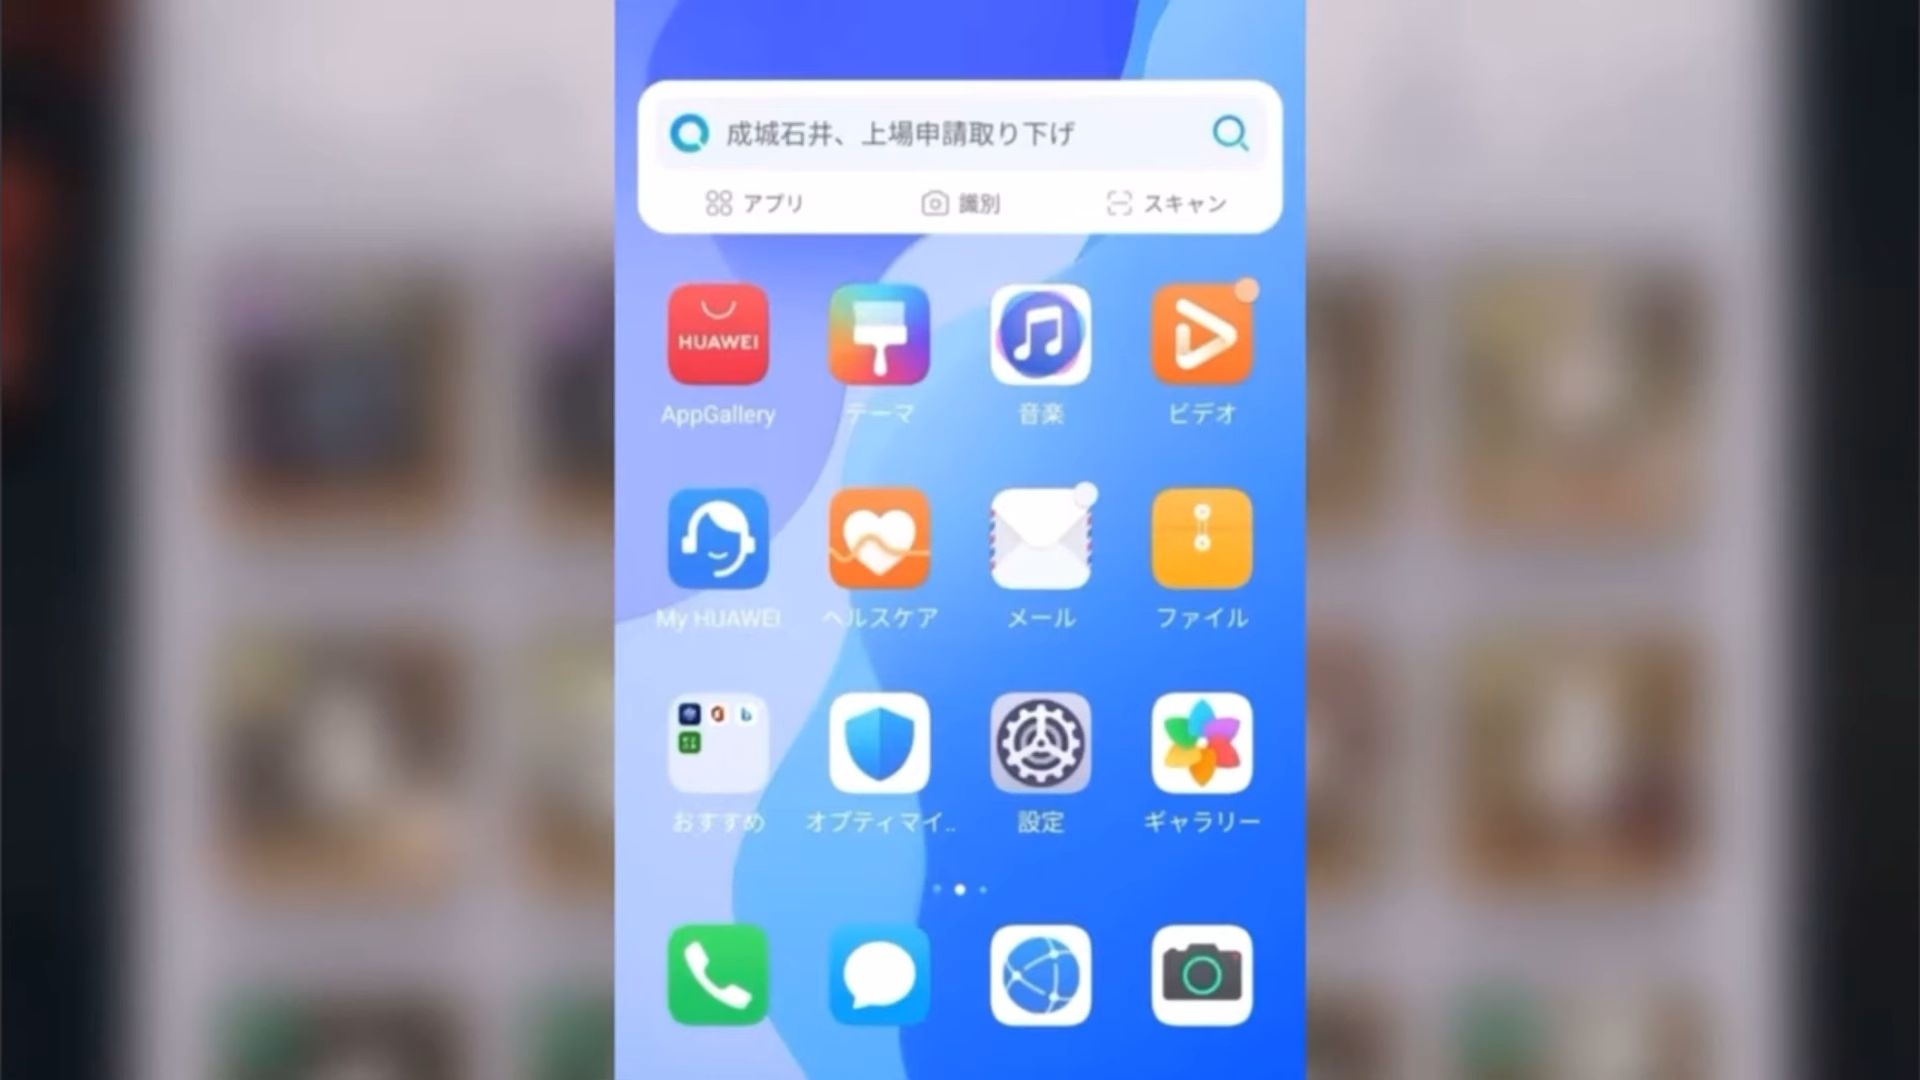 成城石井、上場申請取り下げ
アプリ 識別 スキャン
HUAWEI
AppGallery テーマ 音楽 ビデオ
My HUAWEI ヘルスケア メール ファイル
おすすめ オプティマイ.. 設定 ギャラリー